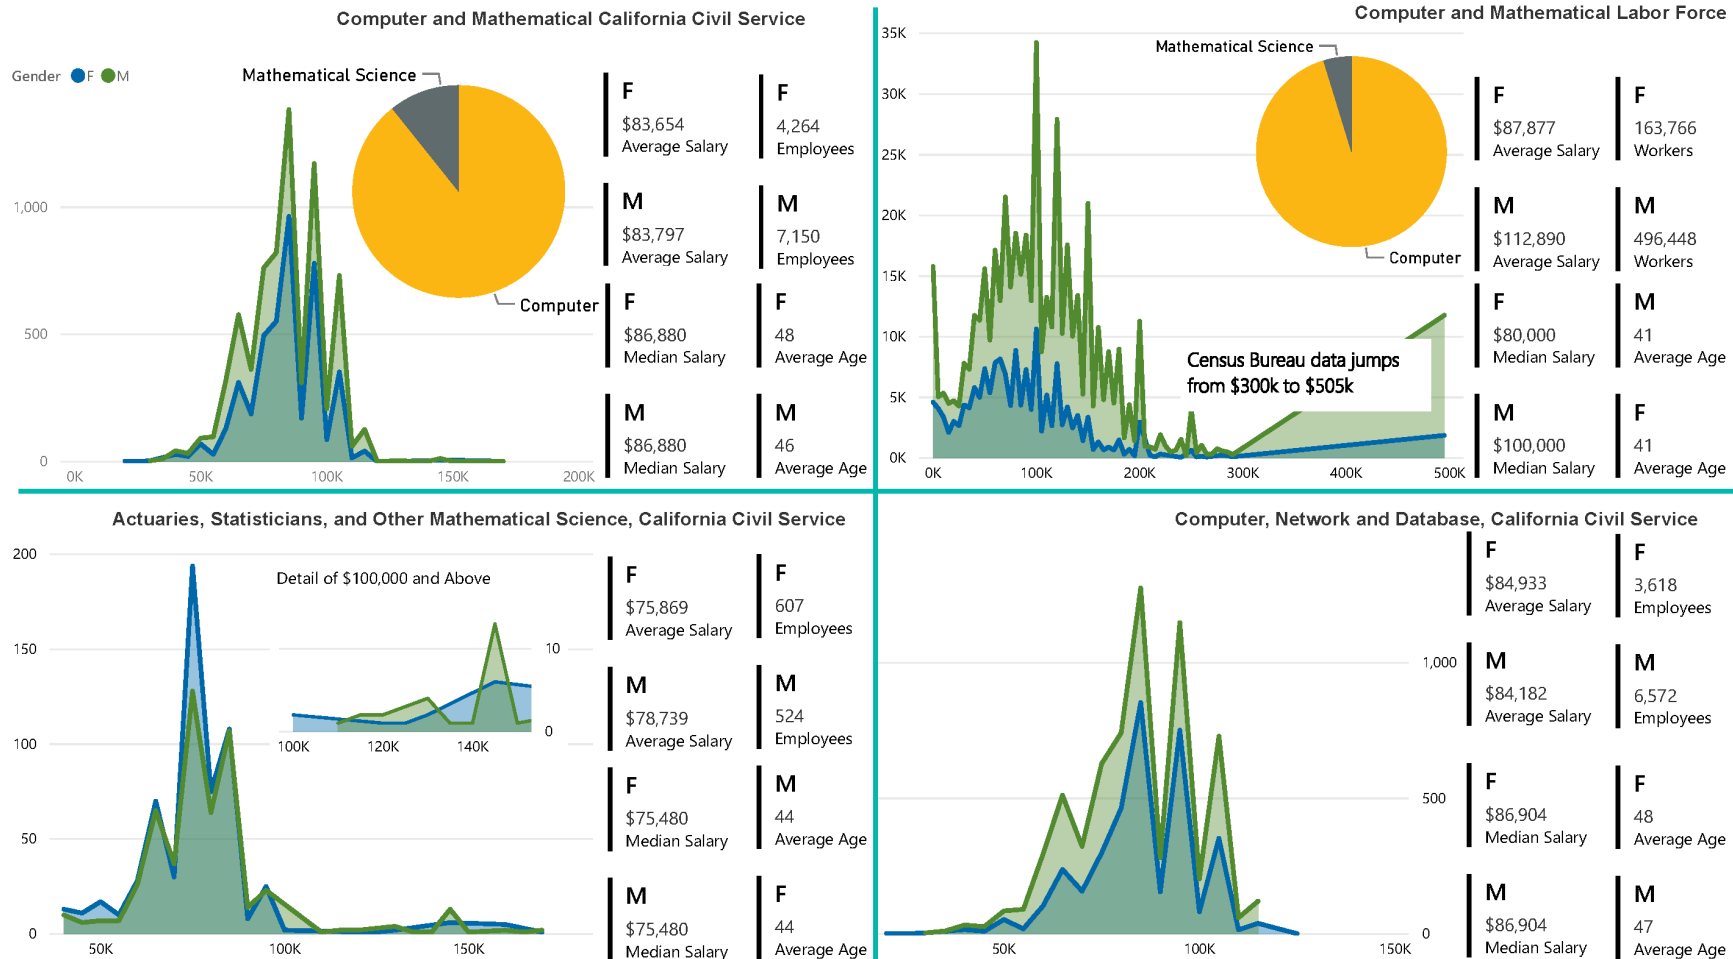 Computer and Mathematical California Civil Service
Gender F M
Mathematical Science
Computer
1,000
500
0
0K 50K 100K 150K 200K
F
$83,654
Average Salary
F
4,264
Employees
M
$83,797
Average Salary
M
7,150
Employees
F
$86,880
Median Salary
F
48
Average Age
M
$86,880
Median Salary
M
46
Average Age
Computer and Mathematical Labor Force
35K
30K
25K
20K
15K
10K
5K
0K
0K 100K 200K 300K 400K 500K
Mathematical Science
Computer
Census Bureau data jumps
from $300k to $505k
F
$87,877
Average Salary
F
163,766
Workers
M
$112,890
Average Salary
M
496,448
Workers
F
$80,000
Median Salary
M
41
Average Age
M
$100,000
Median Salary
F
41
Average Age
Actuaries, Statisticians, and Other Mathematical Science, California Civil Service
200
150
100
50
0
50K 100K 150K
Detail of $100,000 and Above
10
0
100K 120K 140K
F
$75,869
Average Salary
F
607
Employees
M
$78,739
Average Salary
M
524
Employees
F
$75,480
Median Salary
M
44
Average Age
M
$75,480
Median Salary
F
44
Average Age
Computer, Network and Database, California Civil Service
1,000
500
0
50K 100K 150K
F
$84,933
Average Salary
F
3,618
Employees
M
$84,182
Average Salary
M
6,572
Employees
F
$86,904
Median Salary
F
48
Average Age
M
$86,904
Median Salary
M
47
Average Age